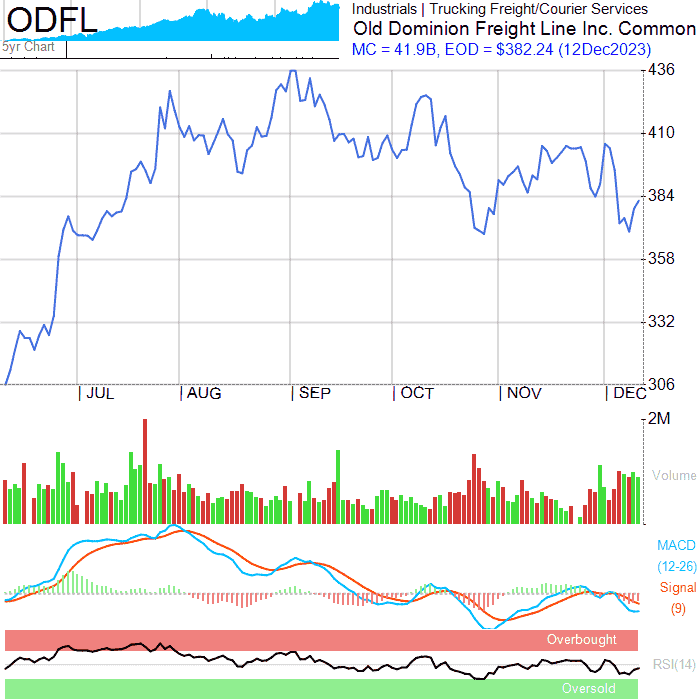 ODFL
5yr Chart
Industrials | Trucking Freight/Courier Services
Old Dominion Freight Line Inc. Common
MC = 41.9B, EOD = $382.24 (12Dec2023)
436
410
384
358
332
306
|JUL |AUG |SEP |OCT |NOV |DEC
2M
Volume
MACD
(12-26)
Signal
(9)
Overbought
RSI(14)
Oversold